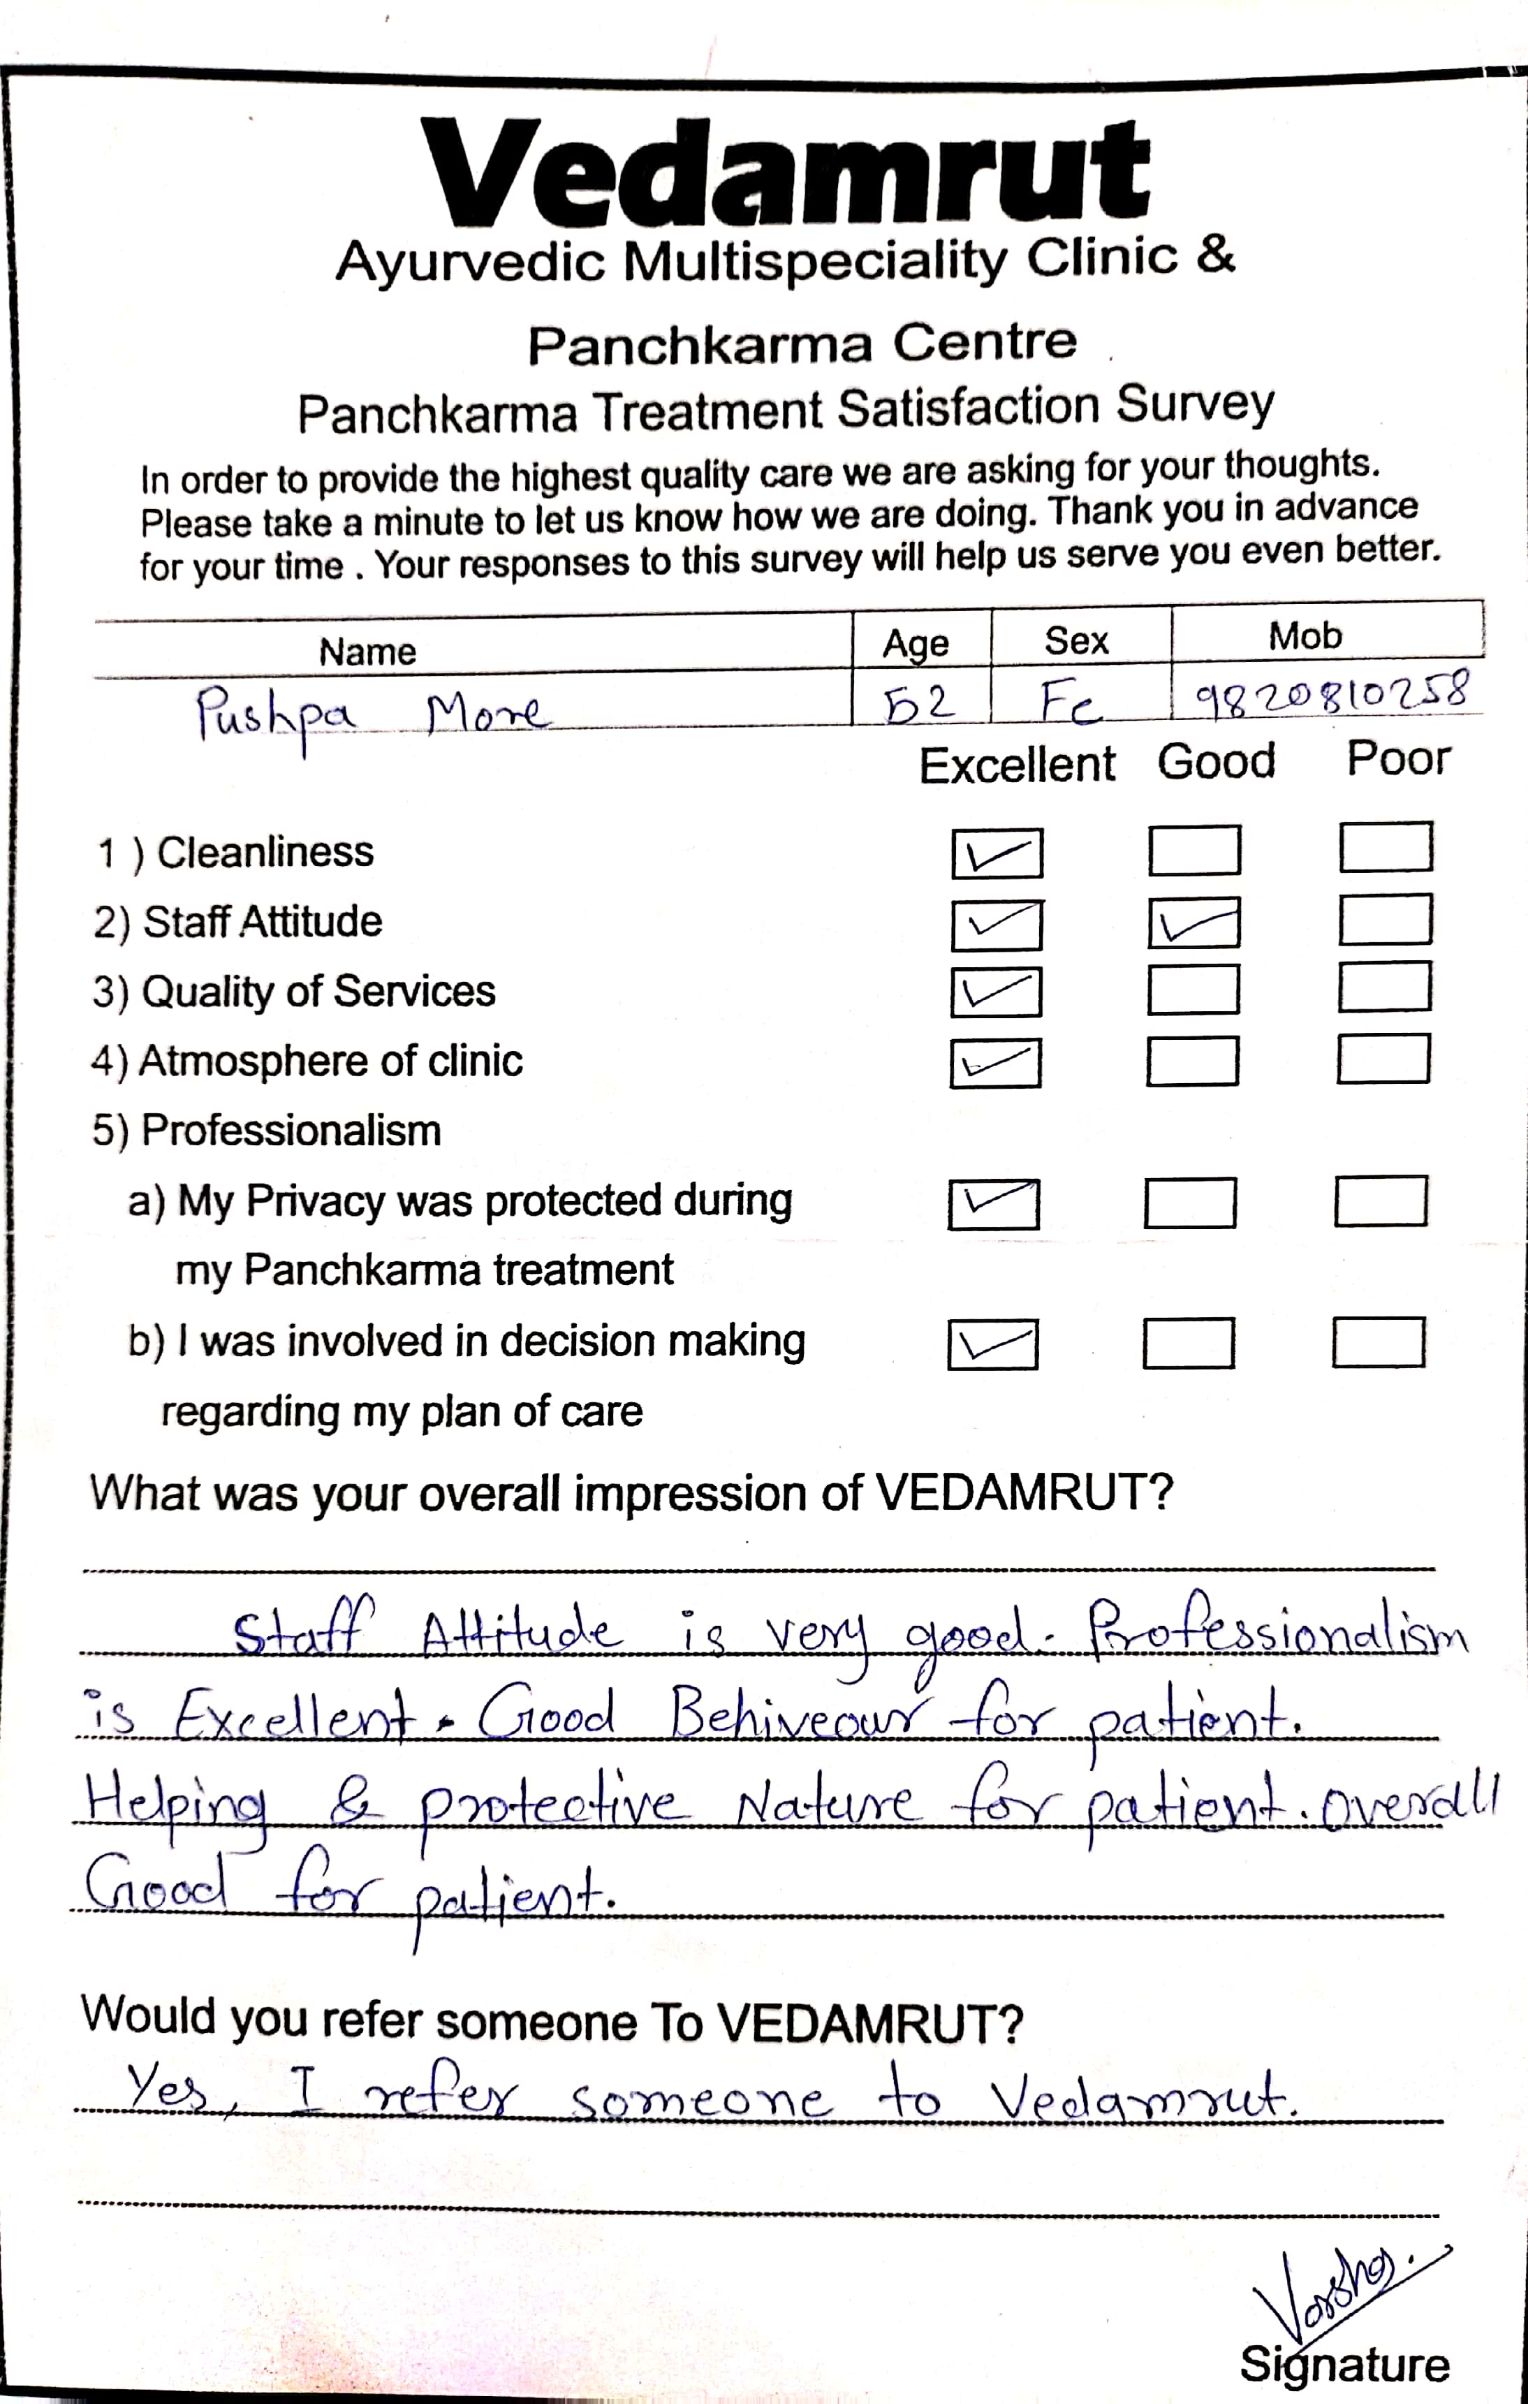 Vedamrut
Ayurvedic Multispeciality Clinic &
Panchkarma Centre
Panchkarma Treatment Satisfaction Survey
In order to provide the highest quality care we are asking for your thoughts.
Please take a minute to let us know how we are doing. Thank you in advance
for your time . Your responses to this survey will help us serve you even better.
Name Age Sex Mob
Pushpa More 52 Fe 9820810258
Excellent Good Poor
1 ) Cleanliness
2) Staff Attitude
3) Quality of Services
4) Atmosphere of clinic
5) Professionalism
a) My Privacy was protected during
my Panchkarma treatment
b) I was involved in decision making
regarding my plan of care
What was your overall impression of VEDAMRUT?
Staff Attitude is very good. Professionalism
is Excellent. Good Behiveour for patient.
Helping & protective Nature for patient. overall
Good for patient.
Would you refer someone To VEDAMRUT?
Yes, I refer someone to Vedamrut.
Varsha.
Signature